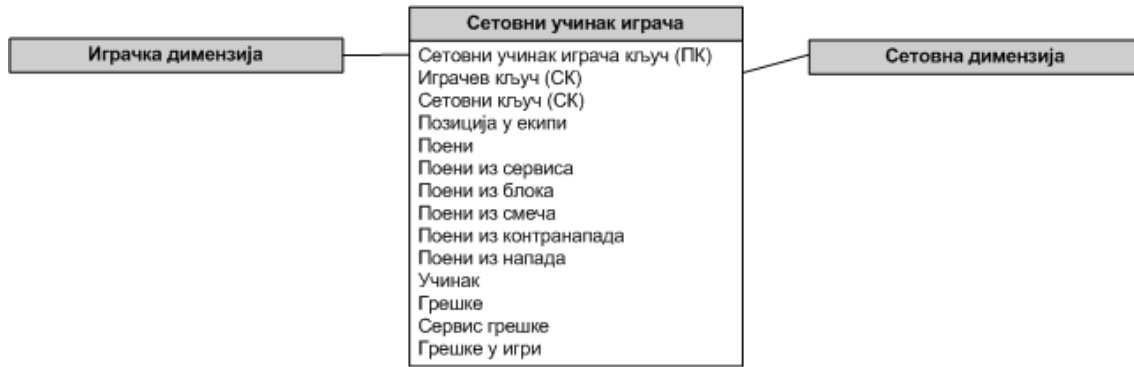 Сетовни учинак играча
Играчка димензија
Сетовни учинак играча кључ (ПК)
Играчев кључ (СК)
Сетовни кључ (СК)
Позиција у екипи
Поени
Поени из сервиса
Поени из блока
Поени из смеча
Поени из контранапада
Поени из напада
Учинак
Грешке
Сервис грешке
Грешке у игри
Сетовна димензија